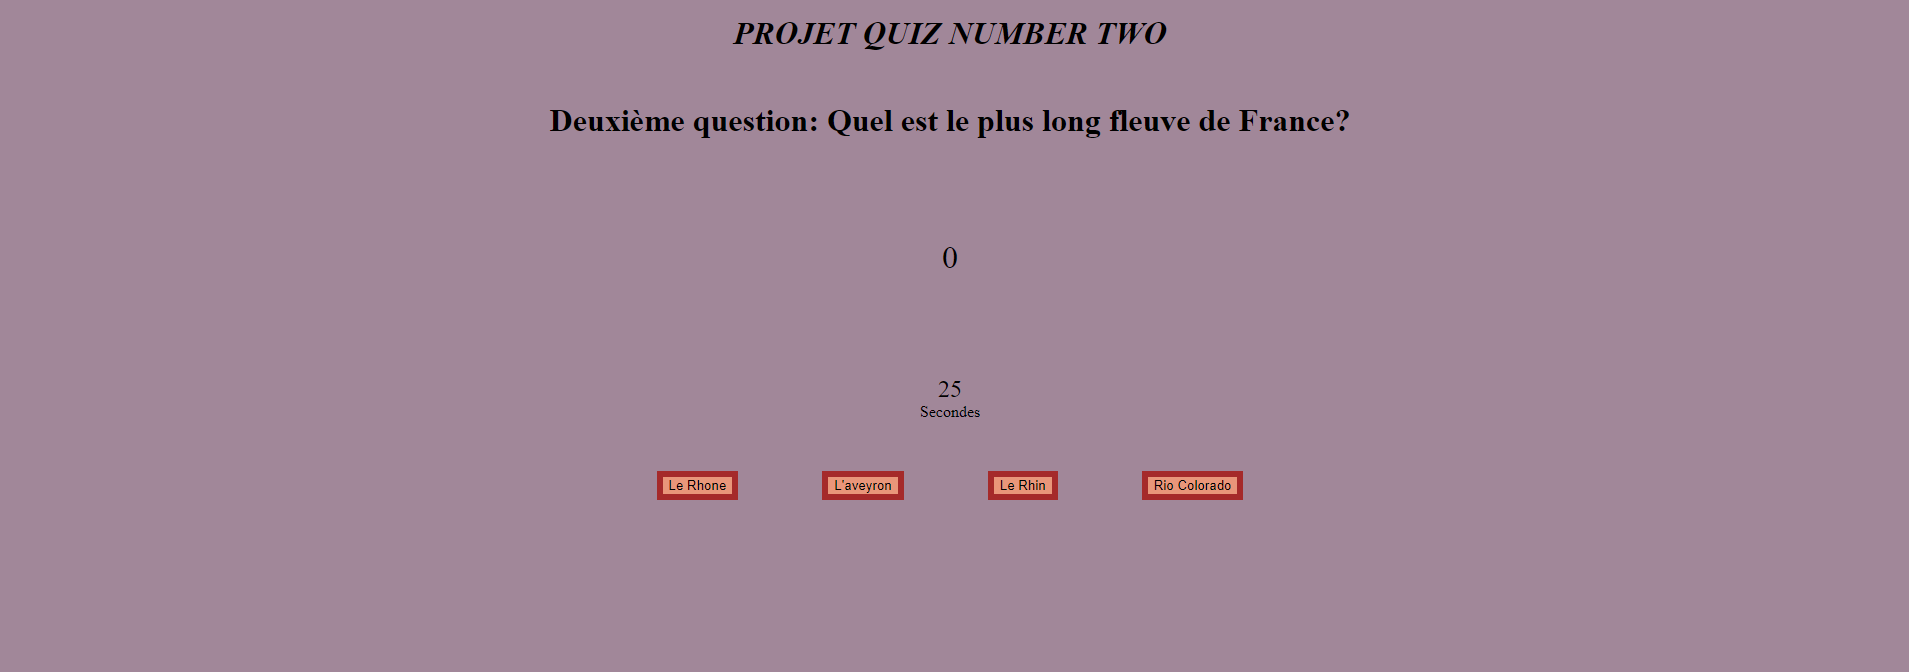 PROJET QUIZ NUMBER TWO
Deuxième question: Quel est le plus long fleuve de France?
0
25
Secondes
Le Rhone
L'aveyron
Le Rhin
Rio Colorado